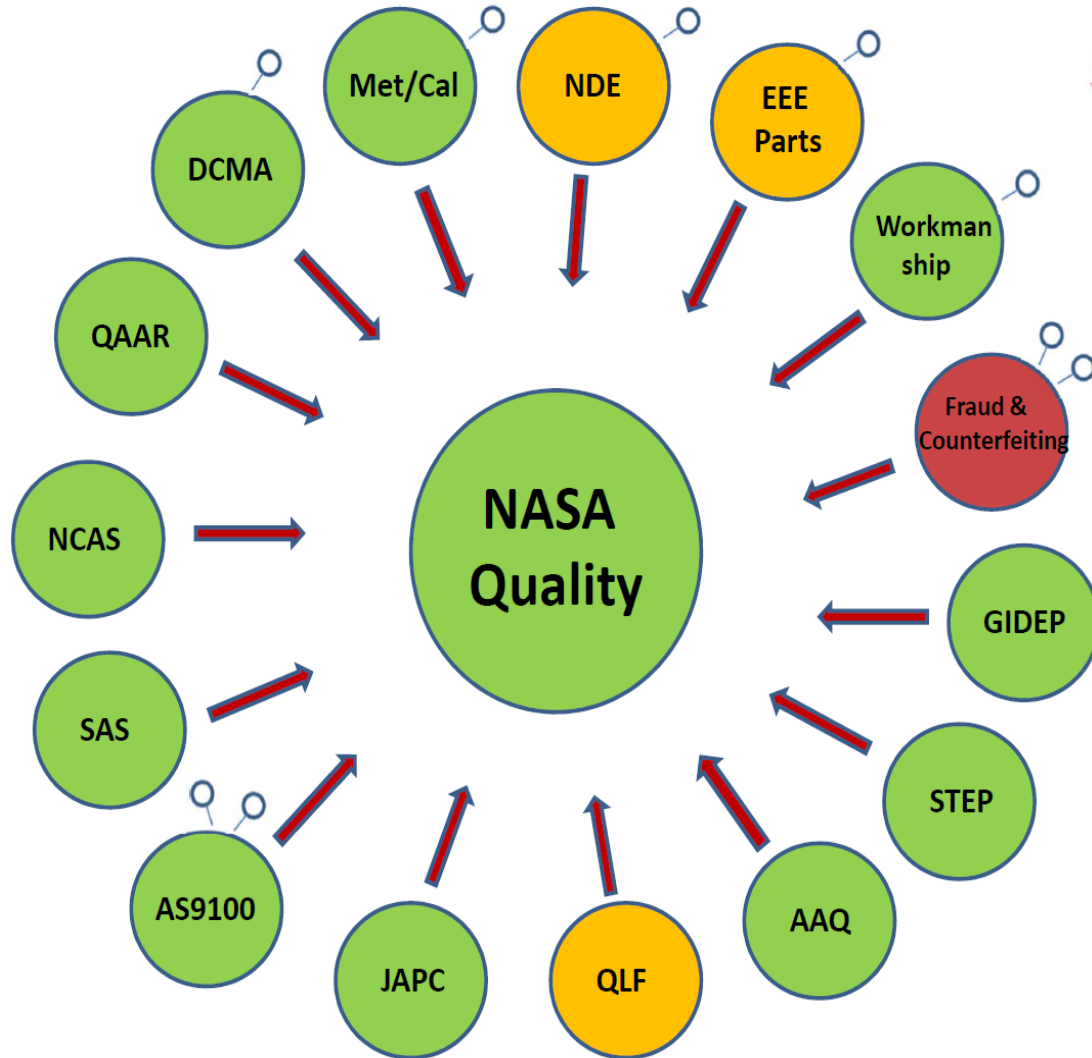 Met/Cal
NDE
EEE
Parts
DCMA
Workman
ship
QAAR
Fraud &
Counterfeiting
NASA
Quality
NCAS
GIDEP
SAS
STEP
AS9100
AAQ
JAPC
QLF